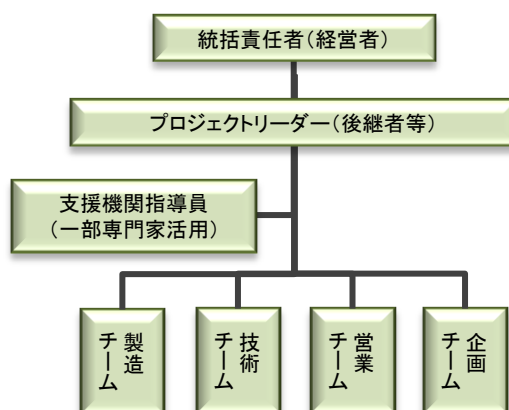 統括責任者(経営者)
プロジェクトリーダー(後継者等)
支援機関指導員
(一部専門家活用)
製造
チーム
技術
チーム
営業
チーム
企画
チーム